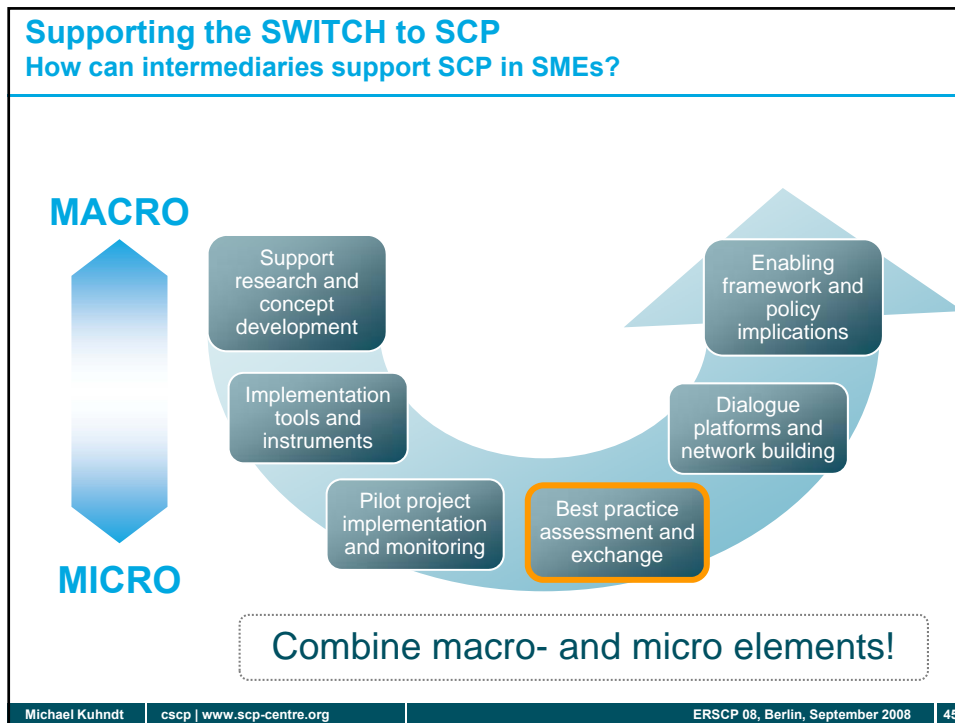 Supporting the SWITCH to SCP
How can intermediaries support SCP in SMEs?
MACRO
MICRO
Support
research and
concept
development
Implementation
tools and
instruments
Pilot project
implementation
and monitoring
Best practice
assessment and
exchange
Dialogue
platforms and
network building
Enabling
framework and
policy
implications
Combine macro- and micro elements!
Michael Kuhndt cscp | www.scp-centre.org ERSCP 08, Berlin, September 2008 45